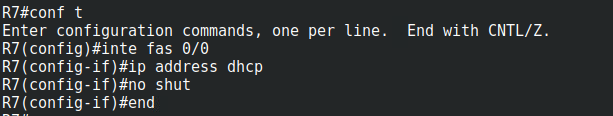 R7#conf t
Enter configuration commands, one per line.  End with CNTL/Z.
R7(config)#inte fas 0/0
R7(config-if)#ip address dhcp
R7(config-if)#no shut
R7(config-if)#end
R7#